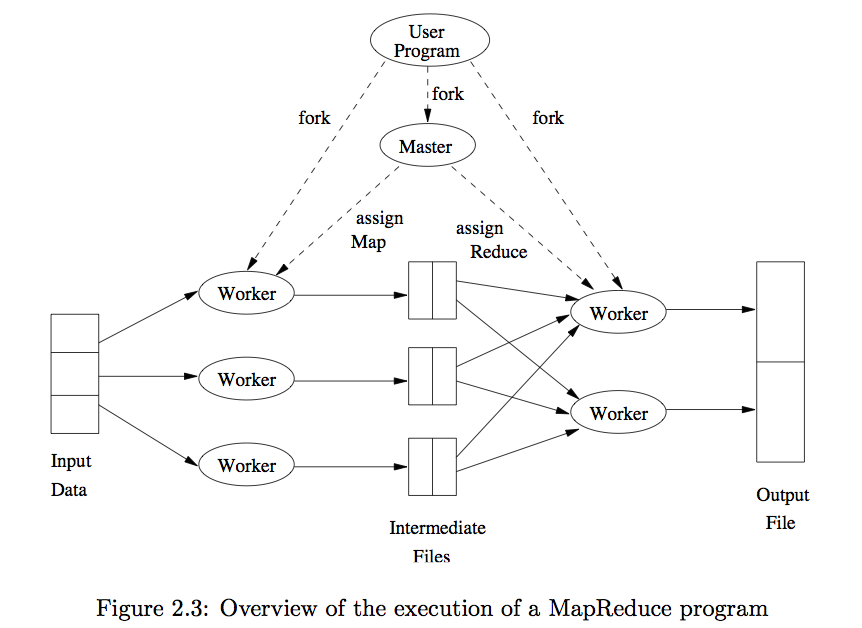 User
Program
fork
fork
fork
Master
assign
Map
assign
Reduce
Worker
Worker
Worker
Worker
Worker
Input
Data
Intermediate
Files
Output
File
Figure 2.3: Overview of the execution of a MapReduce program